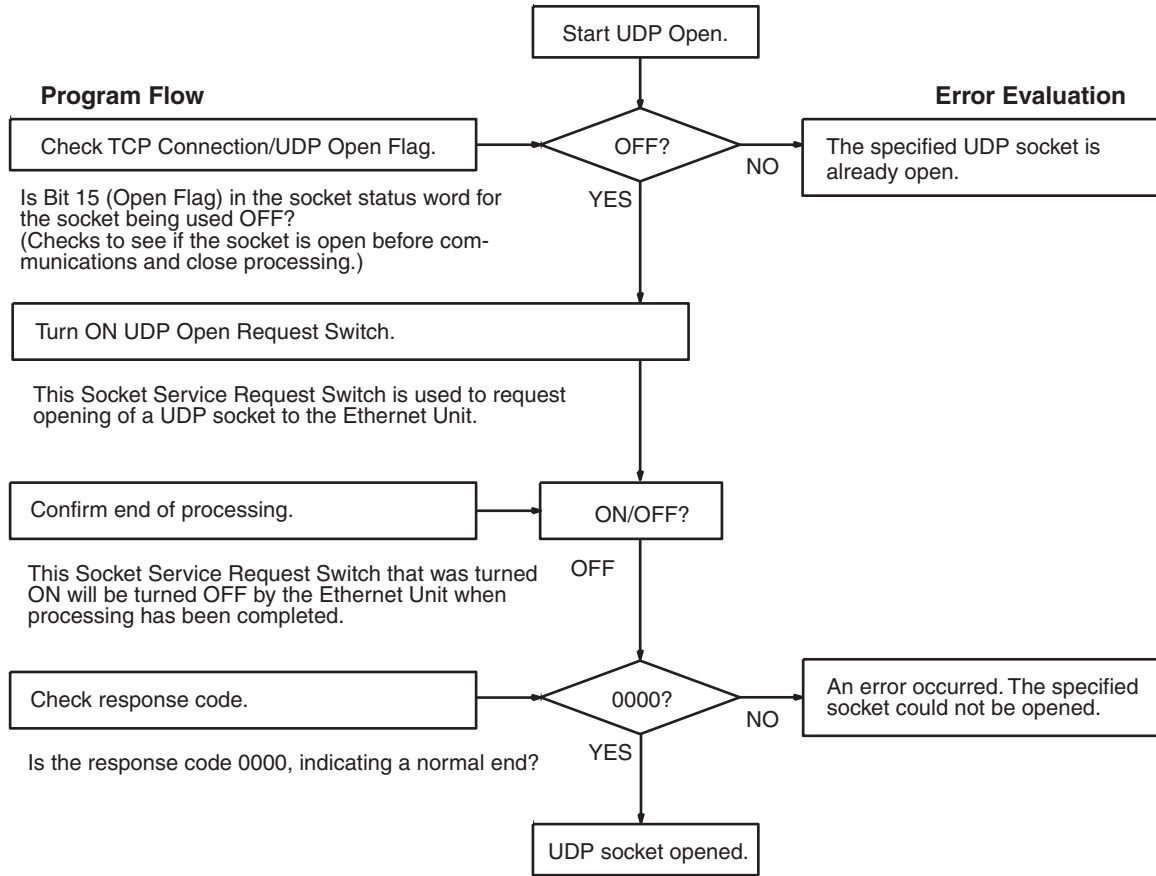 Start UDP Open.
Program Flow
Error Evaluation
Check TCP Connection/UDP Open Flag.
OFF?
NO
The specified UDP socket is
already open.
YES
Is Bit 15 (Open Flag) in the socket status word for
the socket being used OFF?
(Checks to see if the socket is open before com-
munications and close processing.)
Turn ON UDP Open Request Switch.
This Socket Service Request Switch is used to request
opening of a UDP socket to the Ethernet Unit.
Confirm end of processing.
ON/OFF?
OFF
This Socket Service Request Switch that was turned
ON will be turned OFF by the Ethernet Unit when
processing has been completed.
Check response code.
0000?
NO
An error occurred. The specified
socket could not be opened.
YES
Is the response code 0000, indicating a normal end?
UDP socket opened.